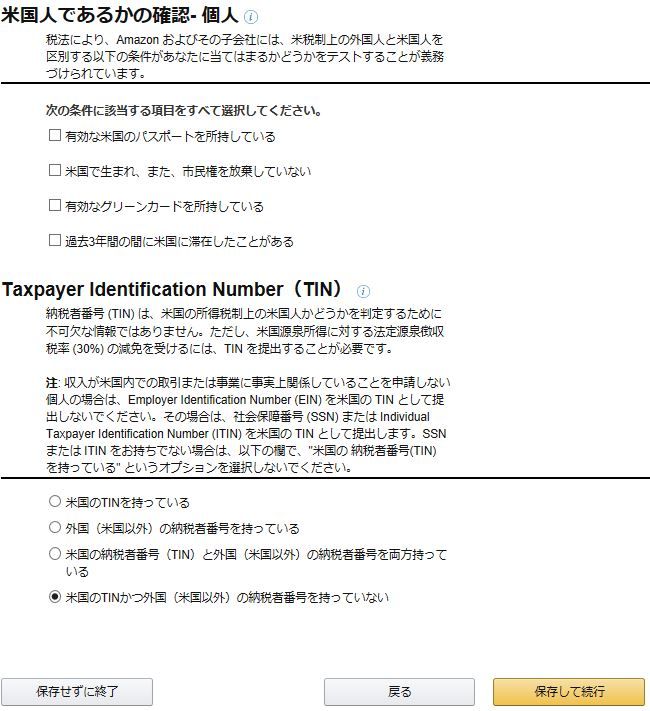 米国人であるかの確認- 個人 i
税法により、Amazon およびその子会社には、米税制上の外国人と米国人を
区別する以下の条件があなたに当てはまるかどうかをテストすることが義務
づけられています。
次の条件に該当する項目をすべて選択してください。
有効な米国のパスポートを所持している
米国で生まれ、また、市民権を放棄していない
有効なグリーンカードを所持している
過去3年間の間に米国に滞在したことがある
Taxpayer Identification Number（TIN） i
納税者番号 (TIN) は、米国の所得税制上の米国人かどうかを判定するために
不可欠な情報ではありません。ただし、米国源泉所得に対する法定源泉徴収
税率 (30%) の減免を受けるには、TIN を提出することが必要です。
注: 収入が米国内での取引または事業に事実上関係していることを申請しない
個人の場合は、Employer Identification Number (EIN) を米国の TIN として提
出しないでください。その場合は、社会保障番号 (SSN) または Individual
Taxpayer Identification Number (ITIN) を米国の TIN として提出します。SSN
または ITIN をお持ちでない場合は、以下の欄で、"米国の 納税者番号(TIN)
を持っている" というオプションを選択しないでください。
米国のTINを持っている
外国（米国以外）の納税者番号を持っている
米国の納税者番号（TIN）と外国（米国以外）の納税者番号を両方持って
いる
米国のTINかつ外国（米国以外）の納税者番号を持っていない
保存せずに終了
戻る
保存して続行